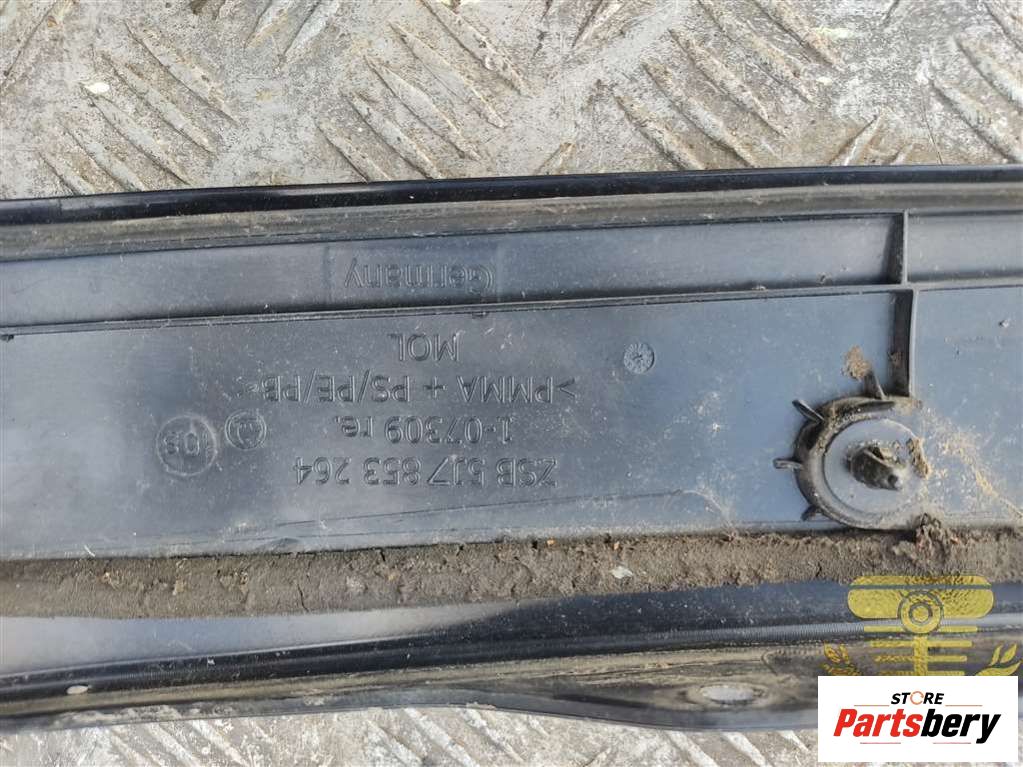 ZSB 5J7 853 264
1-07309 re.
>PMMA + PS/PE/PB<
MOL
Germany
STORE
Partsbery